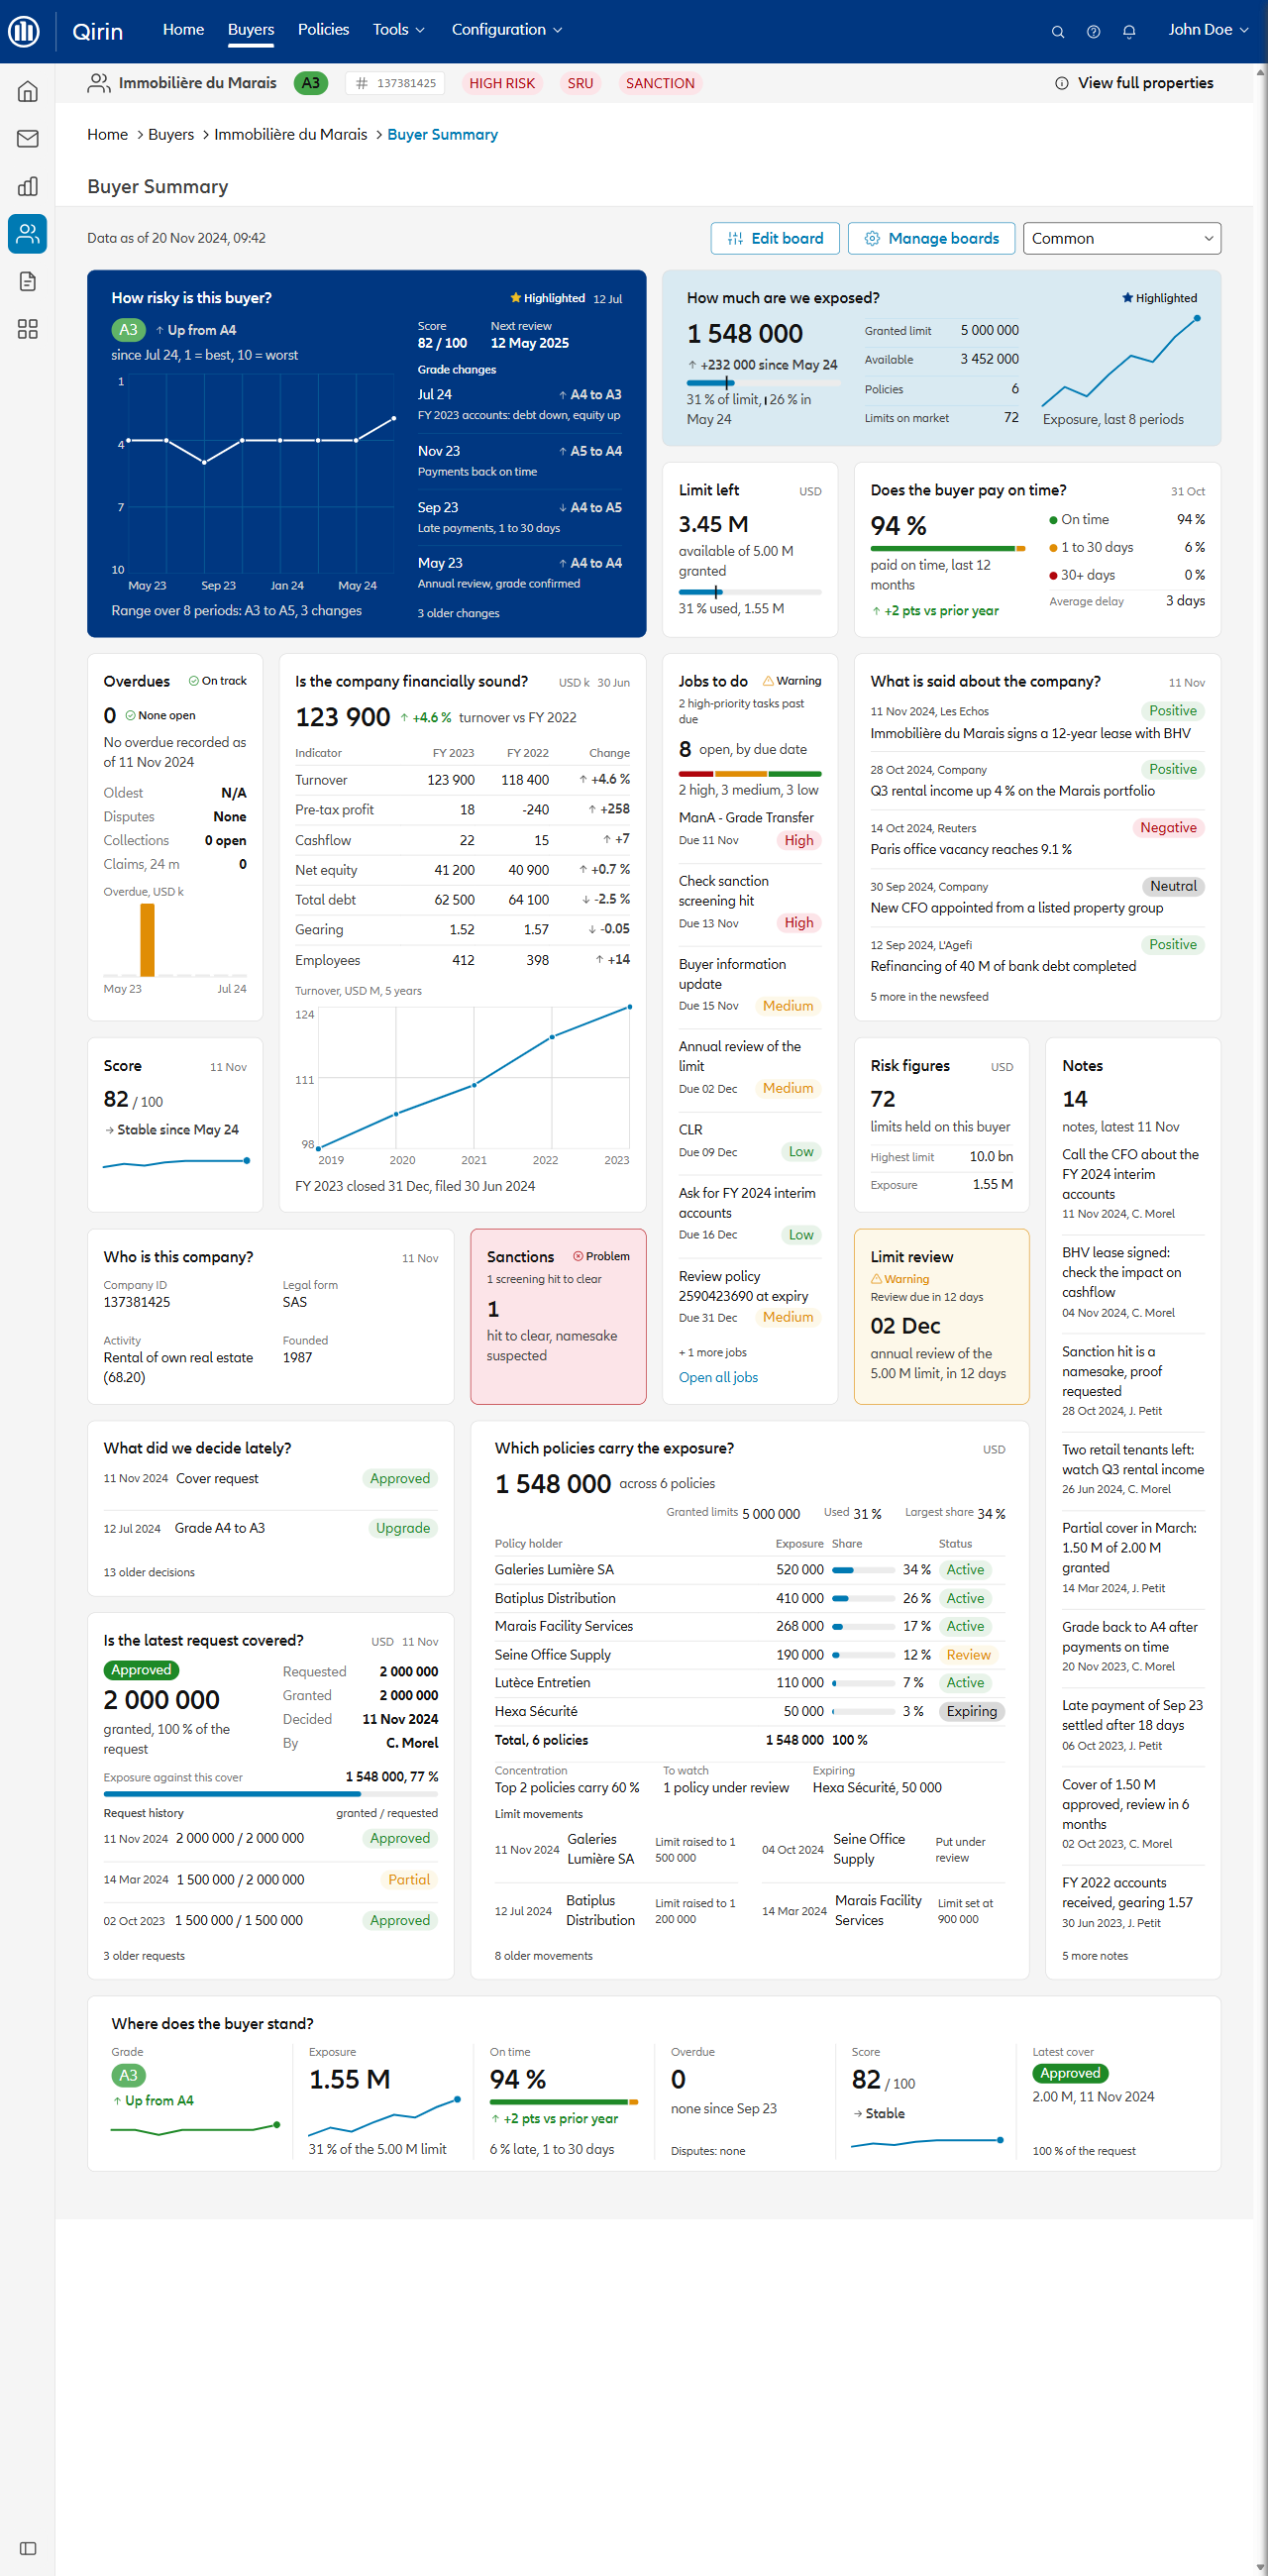 Qirin
Home
Buyers
Policies
Tools
Configuration
John Doe
Immobilière du Marais
A3
# 137381425
HIGH RISK
SRU
SANCTION
View full properties
Home > Buyers > Immobilière du Marais > Buyer Summary
Buyer Summary
Data as of 20 Nov 2024, 09:42
Edit board
Manage boards
Common
How risky is this buyer?
Highlighted 12 Jul
A3 ↑ Up from A4
since Jul 24, 1 = best, 10 = worst
1
4
7
10
May 23 Sep 23 Jan 24 May 24
Range over 8 periods: A3 to A5, 3 changes
Score Next review
82 / 100 12 May 2025
Grade changes
Jul 24 ↑ A4 to A3
FY 2023 accounts: debt down, equity up
Nov 23 ↑ A5 to A4
Payments back on time
Sep 23 ↓ A4 to A5
Late payments, 1 to 30 days
May 23 ↑ A4 to A4
Annual review, grade confirmed
3 older changes
How much are we exposed?
Highlighted
1 548 000
↑ +232 000 since May 24
31 % of limit, 26 % in
May 24
Granted limit 5 000 000
Available 3 452 000
Policies 6
Limits on market 72
Exposure, last 8 periods
Limit left USD
3.45 M
available of 5.00 M
granted
31 % used, 1.55 M
Does the buyer pay on time? 31 Oct
94 %
paid on time, last 12
months
↑ +2 pts vs prior year
On time 94 %
1 to 30 days 6 %
30+ days 0 %
Average delay 3 days
Overdues On track
0 None open
No overdue recorded as
of 11 Nov 2024
Oldest N/A
Disputes None
Collections 0 open
Claims, 24 m 0
Overdue, USD k
May 23 Jul 24
Is the company financially sound? USD k 30 Jun
123 900 ↑ +4.6 % turnover vs FY 2022
Indicator FY 2023 FY 2022 Change
Turnover 123 900 118 400 ↑ +4.6 %
Pre-tax profit 18 -240 ↑ +258
Cashflow 22 15 ↑ +7
Net equity 41 200 40 900 ↑ +0.7 %
Total debt 62 500 64 100 ↓ -2.5 %
Gearing 1.52 1.57 ↓ -0.05
Employees 412 398 ↑ +14
Turnover, USD M, 5 years
124
111
98
2019 2020 2021 2022 2023
FY 2023 closed 31 Dec, filed 30 Jun 2024
Jobs to do Warning
2 high-priority tasks past
due
8 open, by due date
2 high, 3 medium, 3 low
ManA - Grade Transfer
Due 11 Nov High
Check sanction
screening hit
Due 13 Nov High
Buyer information
update
Due 15 Nov Medium
Annual review of the
limit
Due 02 Dec Medium
CLR
Due 09 Dec Low
Ask for FY 2024 interim
accounts
Due 16 Dec Low
Review policy
2590423690 at expiry
Due 31 Dec Medium
+ 1 more jobs
Open all jobs
What is said about the company? 11 Nov
11 Nov 2024, Les Echos Positive
Immobilière du Marais signs a 12-year lease with BHV
28 Oct 2024, Company Positive
Q3 rental income up 4 % on the Marais portfolio
14 Oct 2024, Reuters Negative
Paris office vacancy reaches 9.1 %
30 Sep 2024, Company Neutral
New CFO appointed from a listed property group
12 Sep 2024, L'Agefi Positive
Refinancing of 40 M of bank debt completed
5 more in the newsfeed
Score 11 Nov
82 / 100
→ Stable since May 24
Risk figures USD
72
limits held on this buyer
Highest limit 10.0 bn
Exposure 1.55 M
Notes
14
notes, latest 11 Nov
Call the CFO about the
FY 2024 interim
accounts
11 Nov 2024, C. Morel
BHV lease signed:
check the impact on
cashflow
04 Nov 2024, C. Morel
Sanction hit is a
namesake, proof
requested
28 Oct 2024, J. Petit
Two retail tenants left:
watch Q3 rental income
26 Jun 2024, C. Morel
Partial cover in March:
1.50 M of 2.00 M
granted
14 Mar 2024, J. Petit
Grade back to A4 after
payments on time
20 Nov 2023, C. Morel
Late payment of Sep 23
settled after 18 days
06 Oct 2023, J. Petit
Cover of 1.50 M
approved, review in 6
months
02 Oct 2023, C. Morel
FY 2022 accounts
received, gearing 1.57
30 Jun 2023, J. Petit
5 more notes
Who is this company? 11 Nov
Company ID Legal form
137381425 SAS
Activity Founded
Rental of own real estate 1987
(68.20)
Sanctions Problem
1 screening hit to clear
1
hit to clear, namesake
suspected
Limit review
Warning
Review due in 12 days
02 Dec
annual review of the
5.00 M limit, in 12 days
What did we decide lately?
11 Nov 2024 Cover request Approved
12 Jul 2024 Grade A4 to A3 Upgrade
13 older decisions
Which policies carry the exposure? USD
1 548 000 across 6 policies
Granted limits 5 000 000 Used 31 % Largest share 34 %
Policy holder Exposure Share Status
Galeries Lumière SA 520 000 34 % Active
Batiplus Distribution 410 000 26 % Active
Marais Facility Services 268 000 17 % Active
Seine Office Supply 190 000 12 % Review
Lutèce Entretien 110 000 7 % Active
Hexa Sécurité 50 000 3 % Expiring
Total, 6 policies 1 548 000 100 %
Concentration To watch Expiring
Top 2 policies carry 60 % 1 policy under review Hexa Sécurité, 50 000
Limit movements
11 Nov 2024 Galeries Lumière SA Limit raised to 1 500 000
04 Oct 2024 Seine Office Supply Put under review
12 Jul 2024 Batiplus Distribution Limit raised to 1 200 000
14 Mar 2024 Marais Facility Services Limit set at 900 000
8 older movements
Is the latest request covered? USD 11 Nov
Approved
2 000 000
granted, 100 % of the
request
Requested 2 000 000
Granted 2 000 000
Decided 11 Nov 2024
By C. Morel
Exposure against this cover 1 548 000, 77 %
Request history granted / requested
11 Nov 2024 2 000 000 / 2 000 000 Approved
14 Mar 2024 1 500 000 / 2 000 000 Partial
02 Oct 2023 1 500 000 / 1 500 000 Approved
3 older requests
Where does the buyer stand?
Grade
A3
↑ Up from A4
Exposure
1.55 M
31 % of the 5.00 M limit
On time
94 %
↑ +2 pts vs prior year
6 % late, 1 to 30 days
Overdue
0
none since Sep 23
Disputes: none
Score
82 / 100
→ Stable
Latest cover
Approved
2.00 M, 11 Nov 2024
100 % of the request